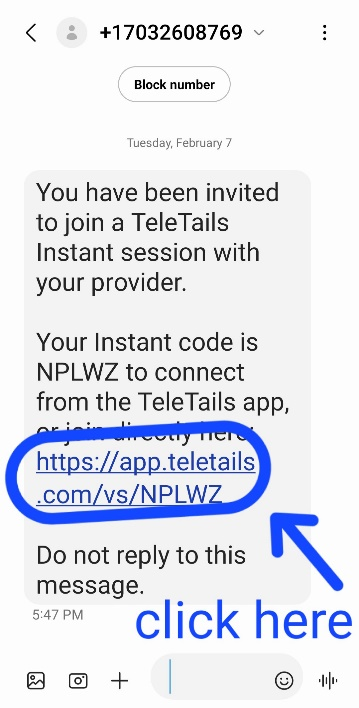 +17032608769
Block number
Tuesday, February 7
You have been invited
to join a TeleTails
Instant session with
your provider.
Your Instant code is
NPLWZ to connect
from the TeleTails app,
or join directly here:
https://app.teletails
.com/vs/NPLWZ
Do not reply to this
message.
5:47 PM
click here